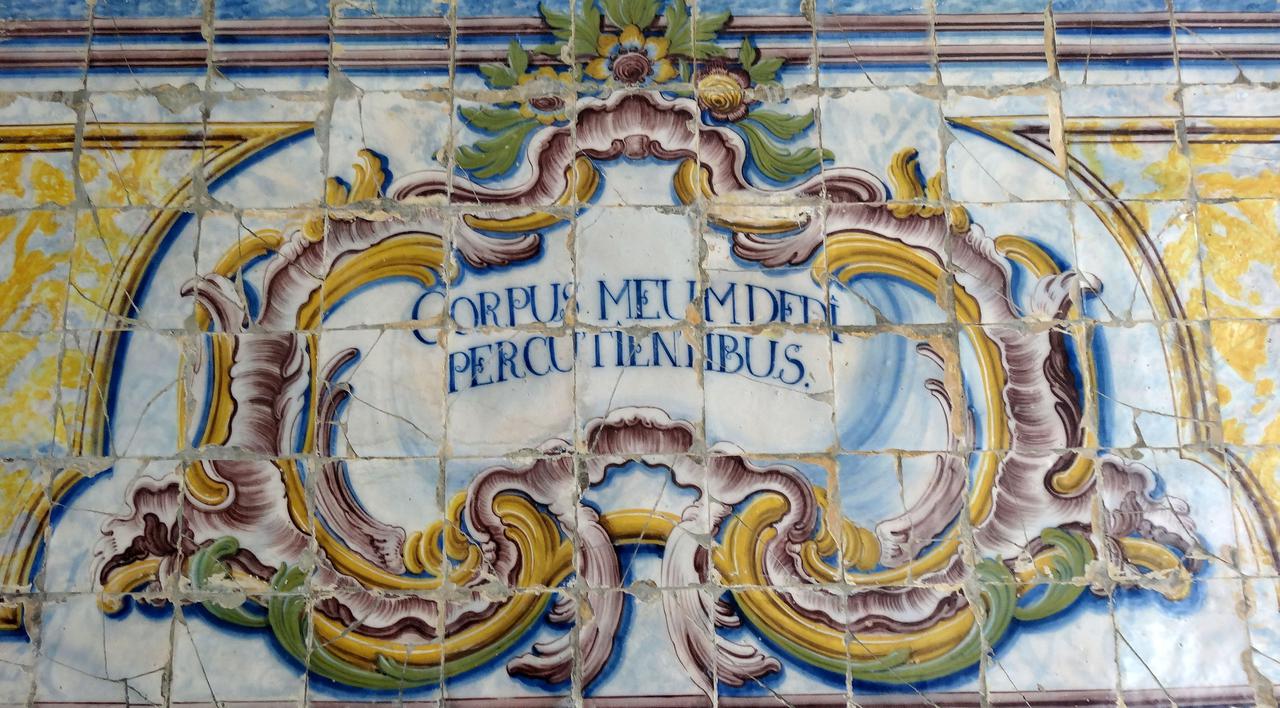 CORPUS MEUM DEDI
PERCUTIENTIBUS.